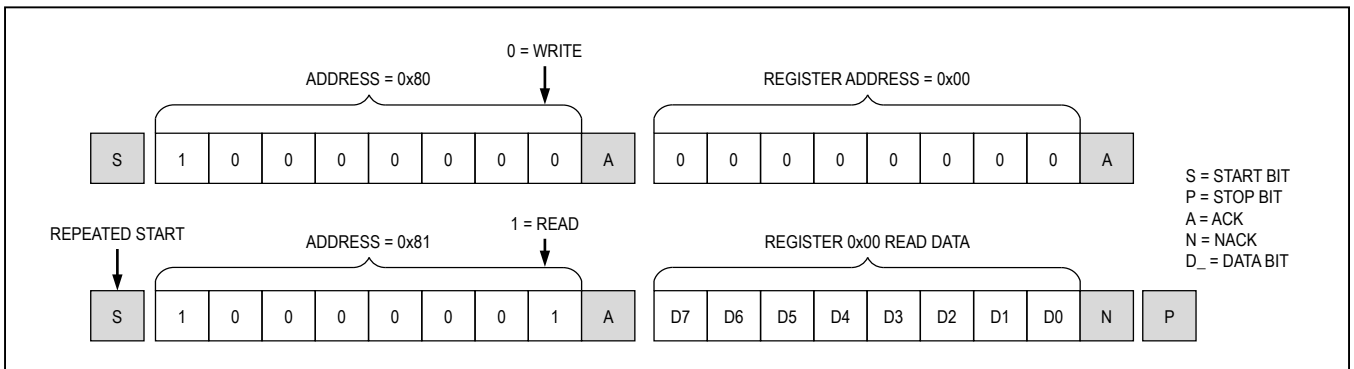 0 = WRITE
ADDRESS = 0x80
REGISTER ADDRESS = 0x00
S 1 0 0 0 0 0 0 0 A 0 0 0 0 0 0 0 0 A
S = START BIT
P = STOP BIT
A = ACK
N = NACK
D_ = DATA BIT
REPEATED START
1 = READ
ADDRESS = 0x81
REGISTER 0x00 READ DATA
S 1 0 0 0 0 0 0 1 A D7 D6 D5 D4 D3 D2 D1 D0 N P